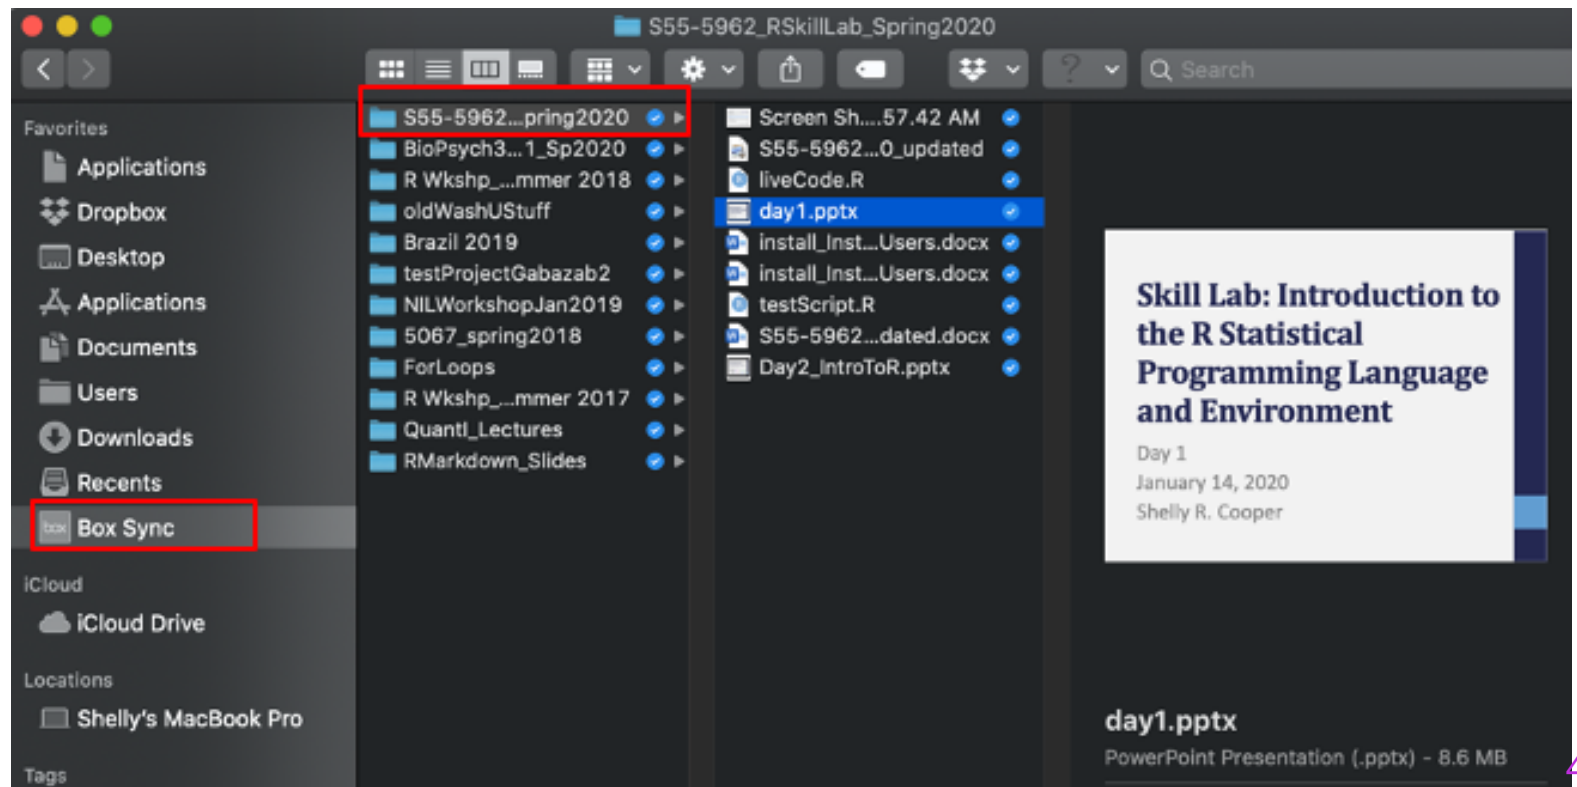 S55-5962_RSkillLab_Spring2020
Search
Favorites
Applications
Dropbox
Desktop
Applications
Documents
Users
Downloads
Recents
box Box Sync
iCloud
iCloud Drive
Locations
Shelly's MacBook Pro
Tags
S55-5962...pring2020
BioPsych3...1_Sp2020
R Wkshp_...mmer 2018
oldWashUStuff
Brazil 2019
testProjectGabazab2
NILWorkshopJan2019
5067_spring2018
ForLoops
R Wkshp_...mmer 2017
QuantI_Lectures
RMarkdown_Slides
Screen Sh....57.42 AM
S55-5962...0_updated
liveCode.R
day1.pptx
install_Inst...Users.docx
install_Inst...Users.docx
testScript.R
S55-5962...dated.docx
Day2_IntroToR.pptx
Skill Lab: Introduction to
the R Statistical
Programming Language
and Environment
Day 1
January 14, 2020
Shelly R. Cooper
day1.pptx
PowerPoint Presentation (.pptx) - 8.6 MB